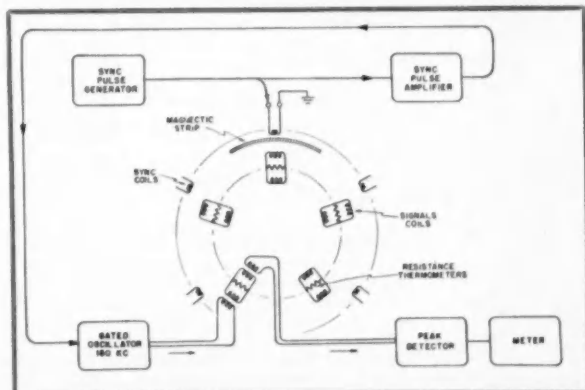 SYNC
PULSE
GENERATOR
SYNC
PULSE
AMPLIFIER
MAGNECTIC
STRIP
SYNC
COILS
SIGNALS
COILS
RESISTANCE
THERMOMETERS
GATED
OSCILLATOR
160 KC
PEAK
DETECTOR
METER